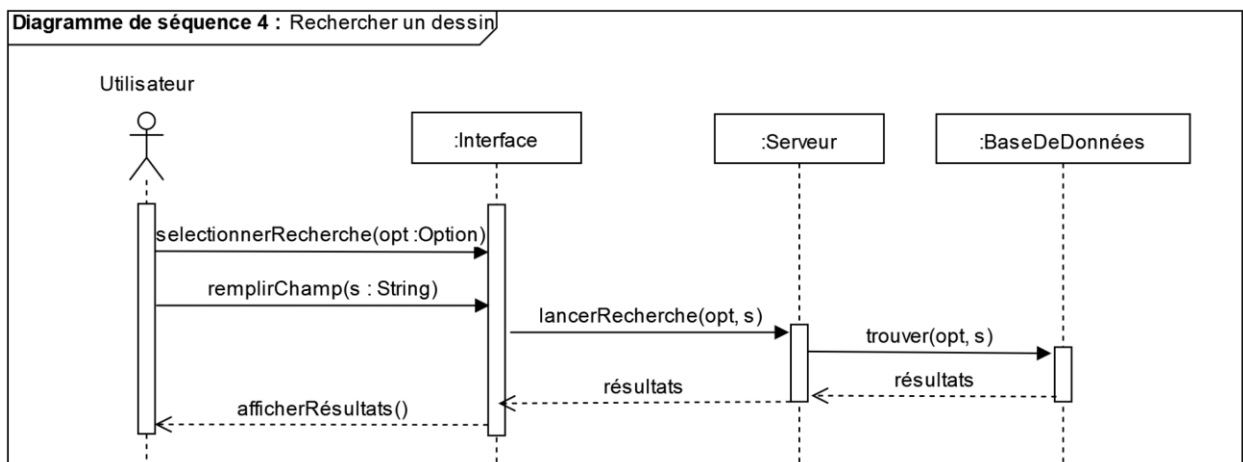 Diagramme de séquence 4 : Rechercher un dessin
Utilisateur
:Interface
:Serveur
:BaseDeDonnées
selectionnerRecherche(opt :Option)
remplirChamp(s : String)
lancerRecherche(opt, s)
trouver(opt, s)
résultats
résultats
afficherRésultats()